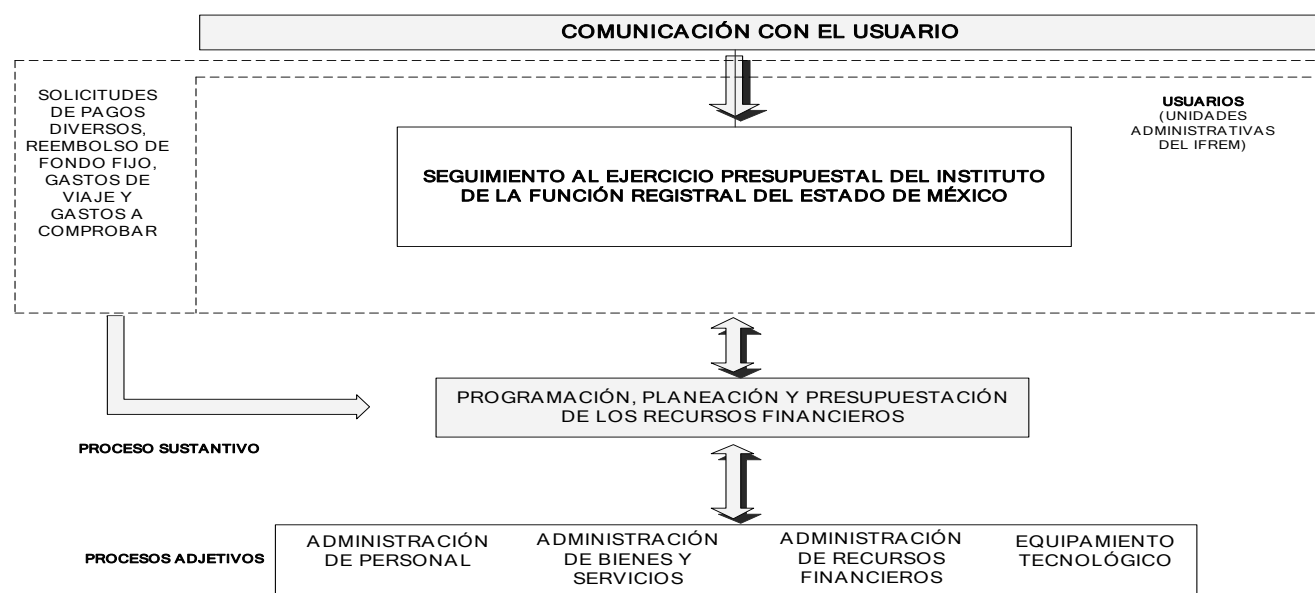 COMUNICACIÓN CON EL USUARIO
SOLICITUDES
DE PAGOS
DIVERSOS,
REEMBOLSO DE
FONDO FIJO,
GASTOS DE
VIAJE Y
GASTOS A
COMPROBAR
USUARIOS
(UNIDADES
ADMINISTRATIVAS
DEL IFREM)
SEGUIMIENTO AL EJERCICIO PRESUPUESTAL DEL INSTITUTO
DE LA FUNCIÓN REGISTRAL DEL ESTADO DE MÉXICO
PROGRAMACIÓN, PLANEACIÓN Y PRESUPUESTACIÓN
DE LOS RECURSOS FINANCIEROS
PROCESO SUSTANTIVO
PROCESOS ADJETIVOS
ADMINISTRACIÓN
DE PERSONAL
ADMINISTRACIÓN
DE BIENES Y
SERVICIOS
ADMINISTRACIÓN
DE RECURSOS
FINANCIEROS
EQUIPAMIENTO
TECNOLÓGICO